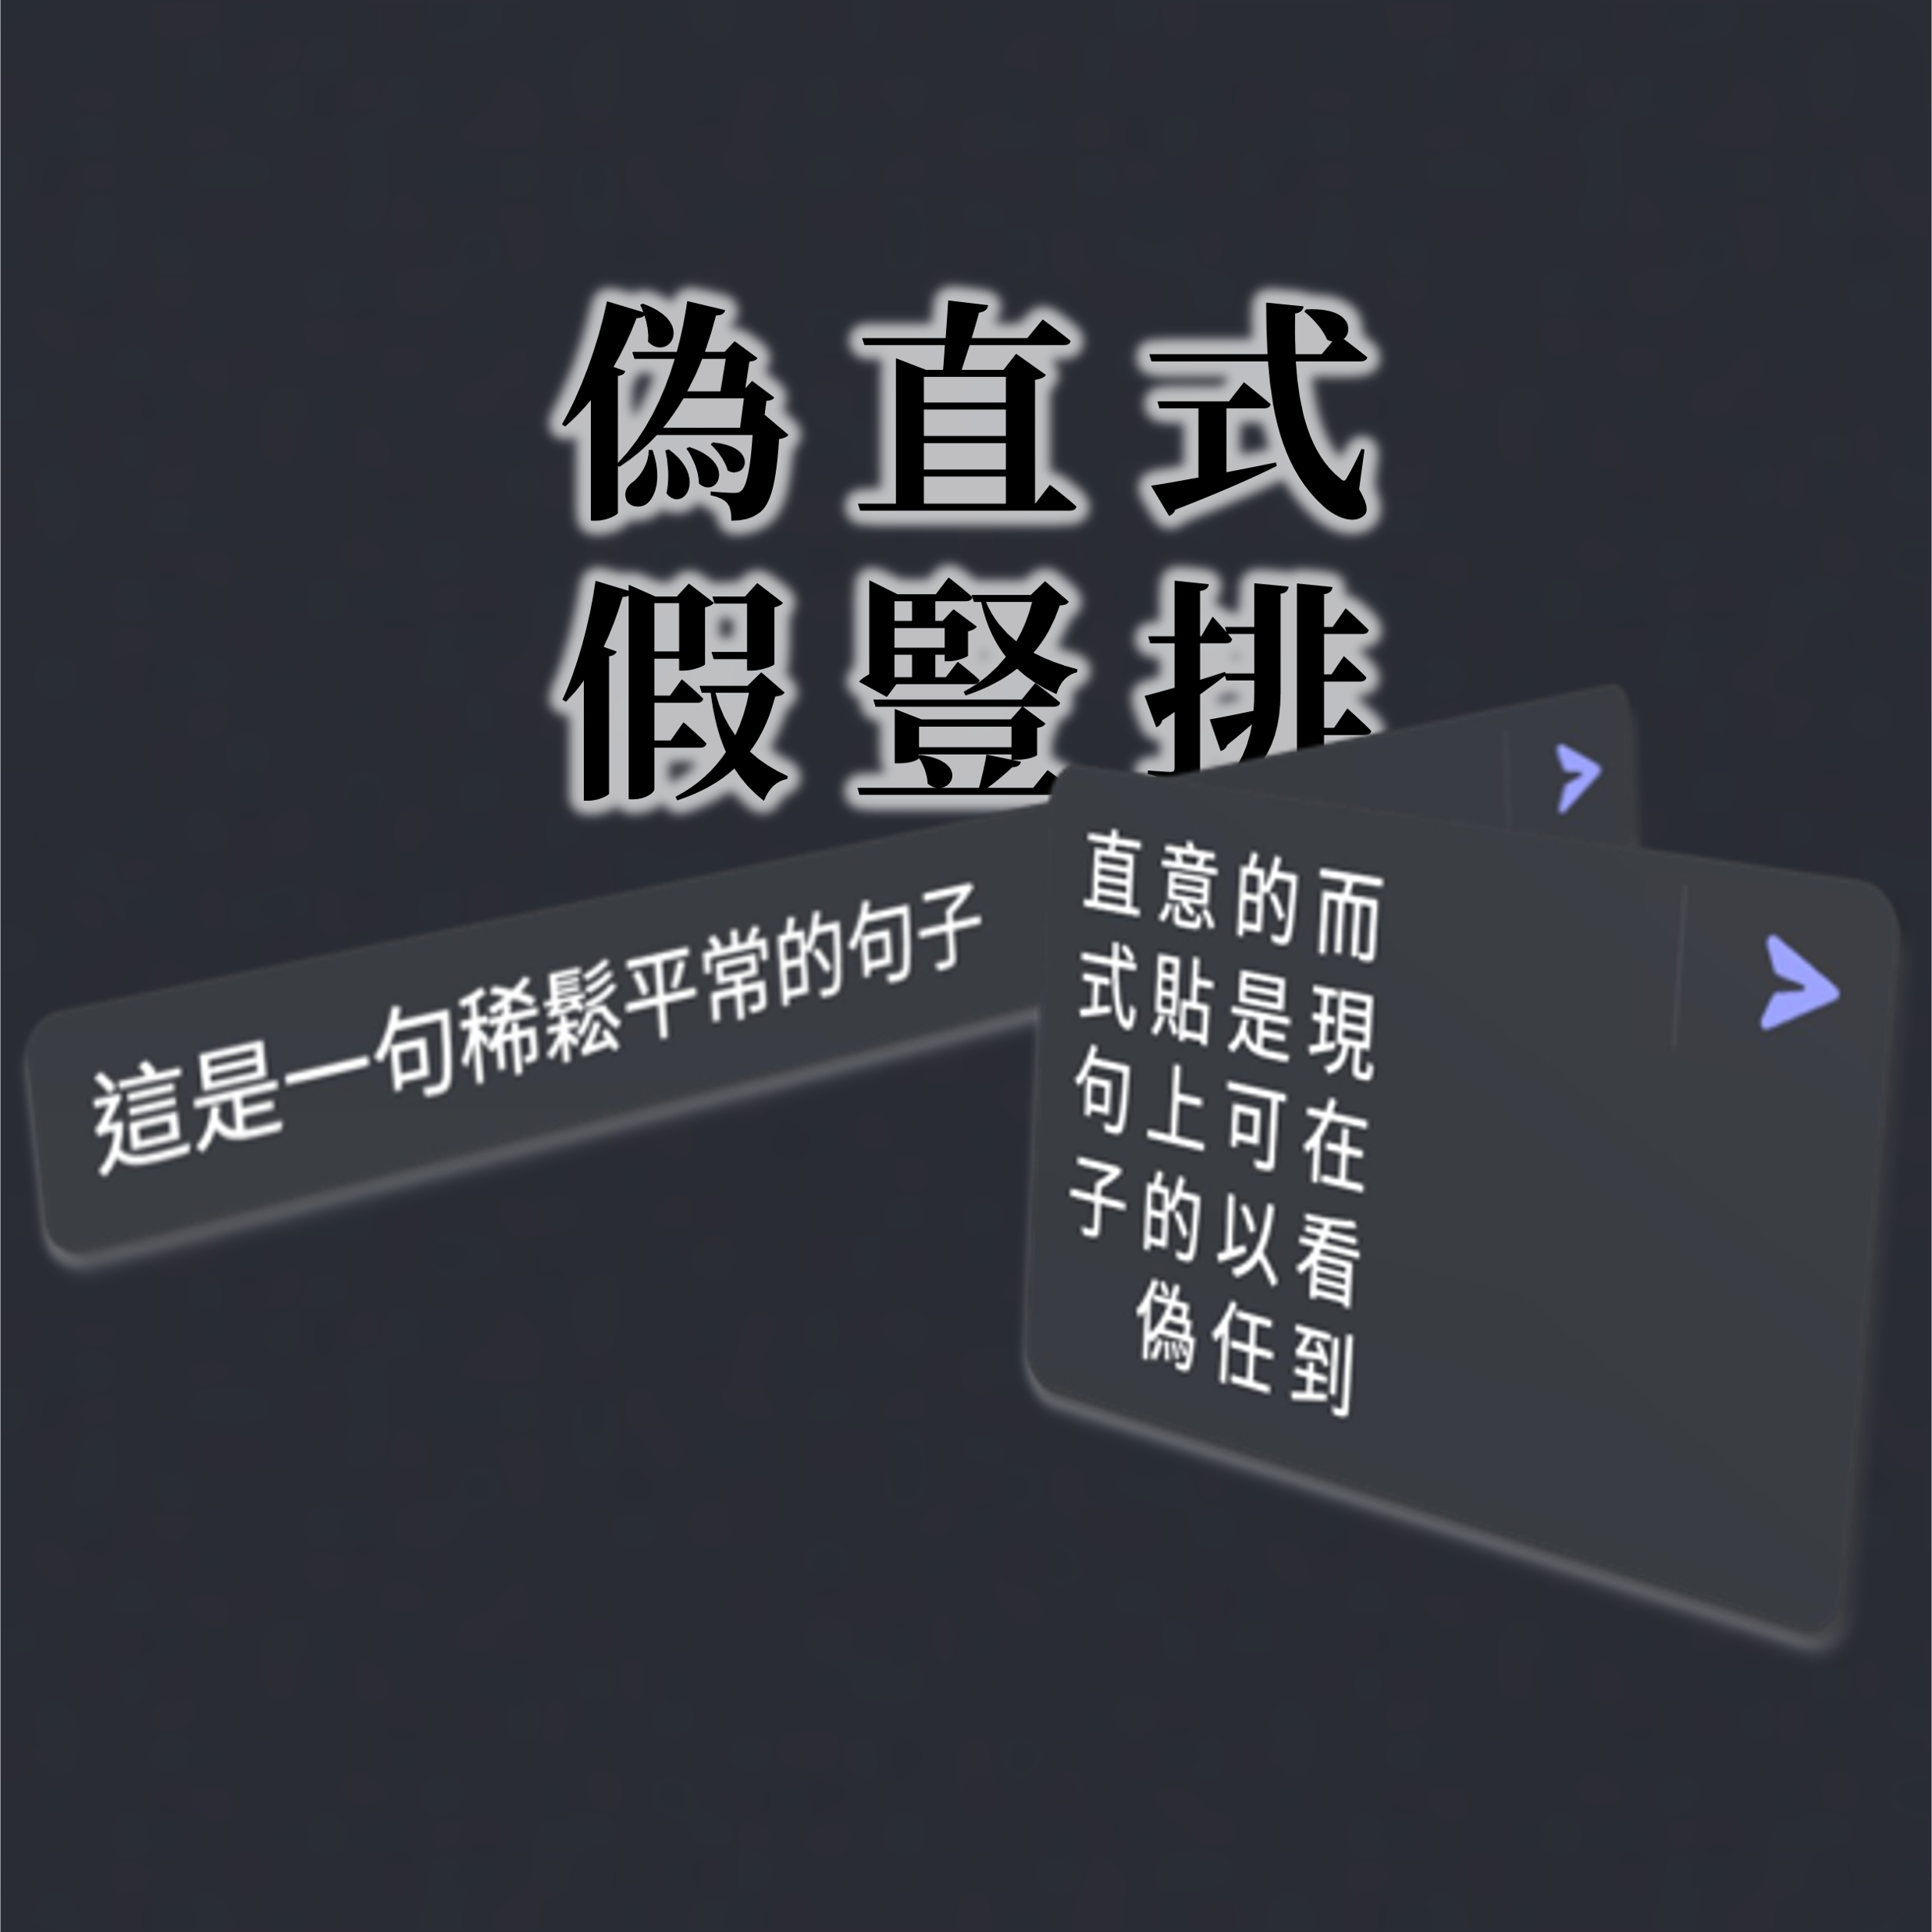 偽直式
假豎排
這是一句稀鬆平常的句子
而現在看到
的是可以任
意貼上的偽
直式句子